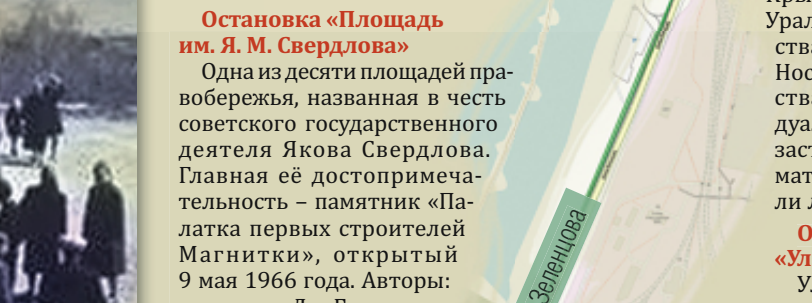 Остановка «Площадь
им. Я. М. Свердлова»
Одна из десяти площадей пра-
вобережья, названная в честь
советского государственного
деятеля Якова Свердлова.
Главная её достопримеча-
тельность – памятник «Па-
латка первых строителей
Магнитки», открытый
9 мая 1966 года. Авторы:
Зеленцова
Урал
ства
Нос
ства
дуа
заст
мат
ли л
О
«Ул